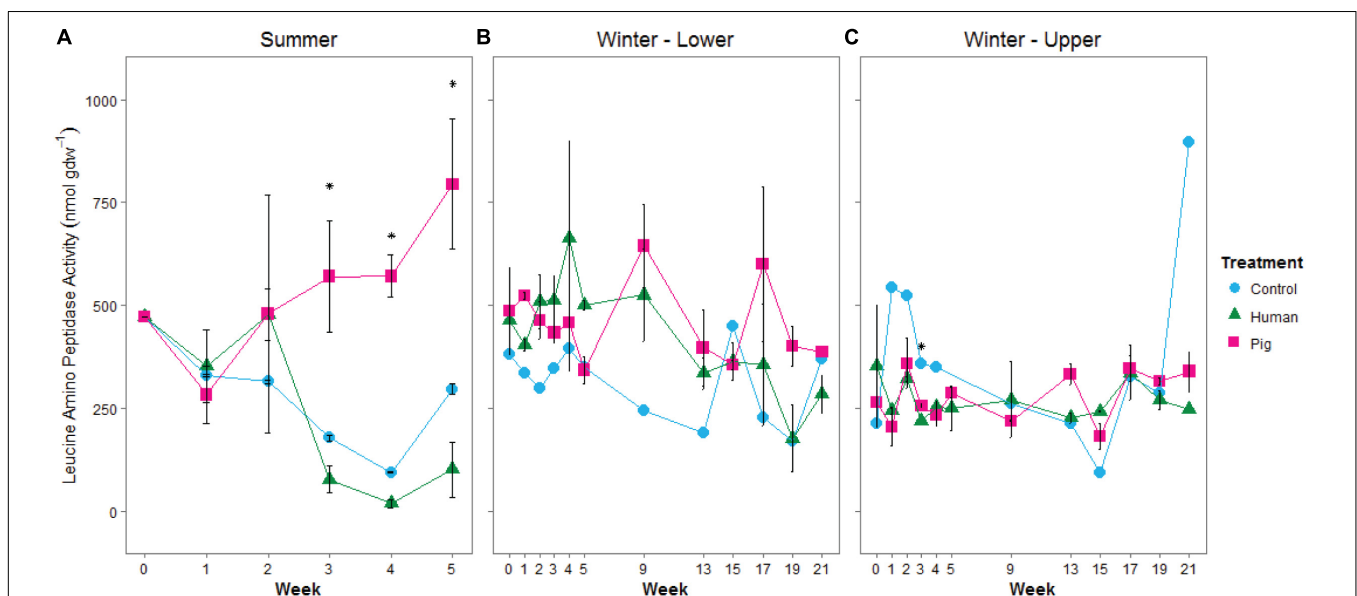 A Summer
B Winter - Lower
C Winter - Upper
Leucine Amino Peptidase Activity (nmol gdw⁻¹)
1000
750
500
250
0
* * *
*
0 1 2 3 4 5
Week
0 1 2 3 4 5 9 13 15 17 19 21
Week
0 1 2 3 4 5 9 13 15 17 19 21
Week
Treatment
Control
Human
Pig